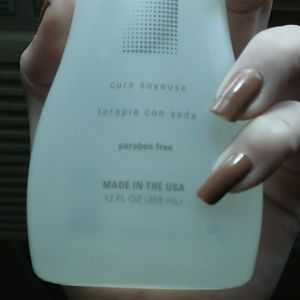 cure soyeuse
terapia con seda
paraben free
MADE IN THE USA
12 FL OZ (355 mL)